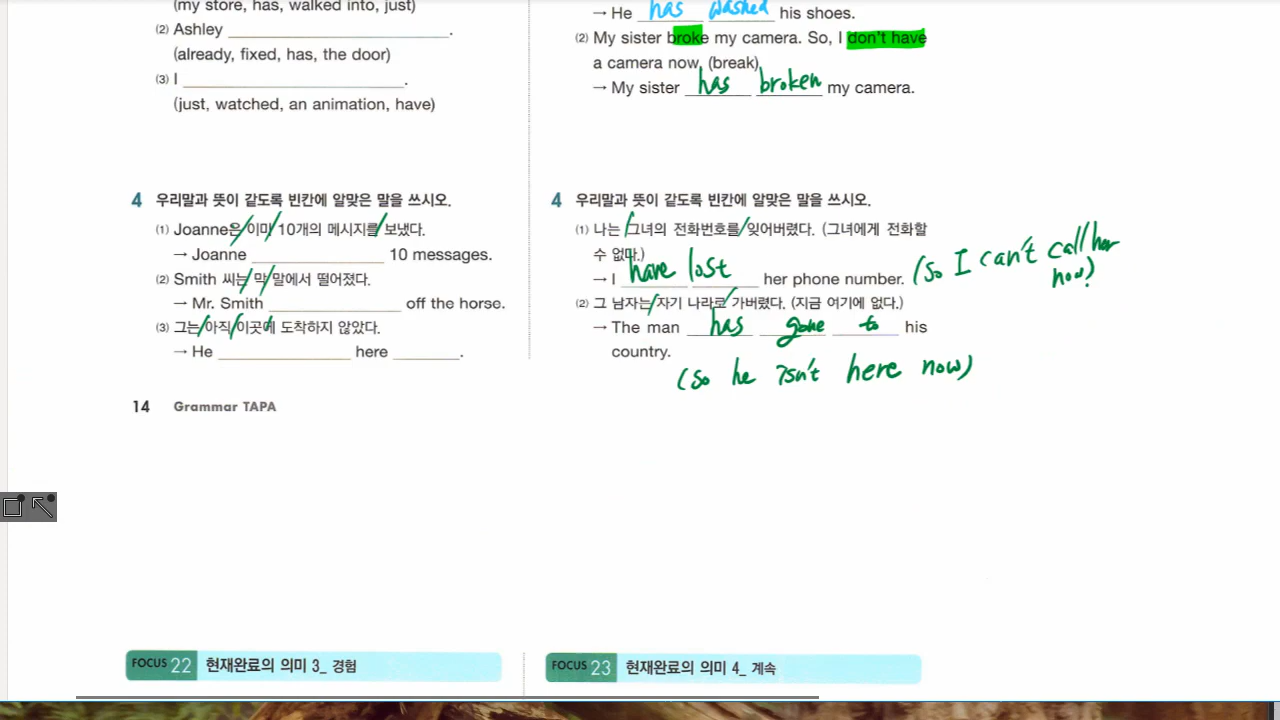 (my store, has, walked into, just)
(2) Ashley ____________.
(already, fixed, has, the door)
(3) I ____________.
(just, watched, an animation, have)
4 우리말과 뜻이 같도록 빈칸에 알맞은 말을 쓰시오.
(1) Joanne은 이미 10개의 메시지를 보냈다.
→ Joanne ____________ 10 messages.
(2) Smith 씨는 막 말에서 떨어졌다.
→ Mr. Smith ____________ off the horse.
(3) 그는 아직 이곳에 도착하지 않았다.
→ He ____________ here ______.
14 Grammar TAPA
FOCUS 22 현재완료의 의미 3_ 경험
→ He has washed his shoes.
(2) My sister broke my camera. So, I don't have
a camera now. (break)
→ My sister has broken my camera.
4 우리말과 뜻이 같도록 빈칸에 알맞은 말을 쓰시오.
(1) 나는 그녀의 전화번호를 잊어버렸다. (그녀에게 전화할
수 없다.)
→ I have lost her phone number. (so I can't call her
now)
(2) 그 남자는 자기 나라로 가버렸다. (지금 여기에 없다.)
→ The man has gone to his
country.
(so he isn't here now)
FOCUS 23 현재완료의 의미 4_ 계속